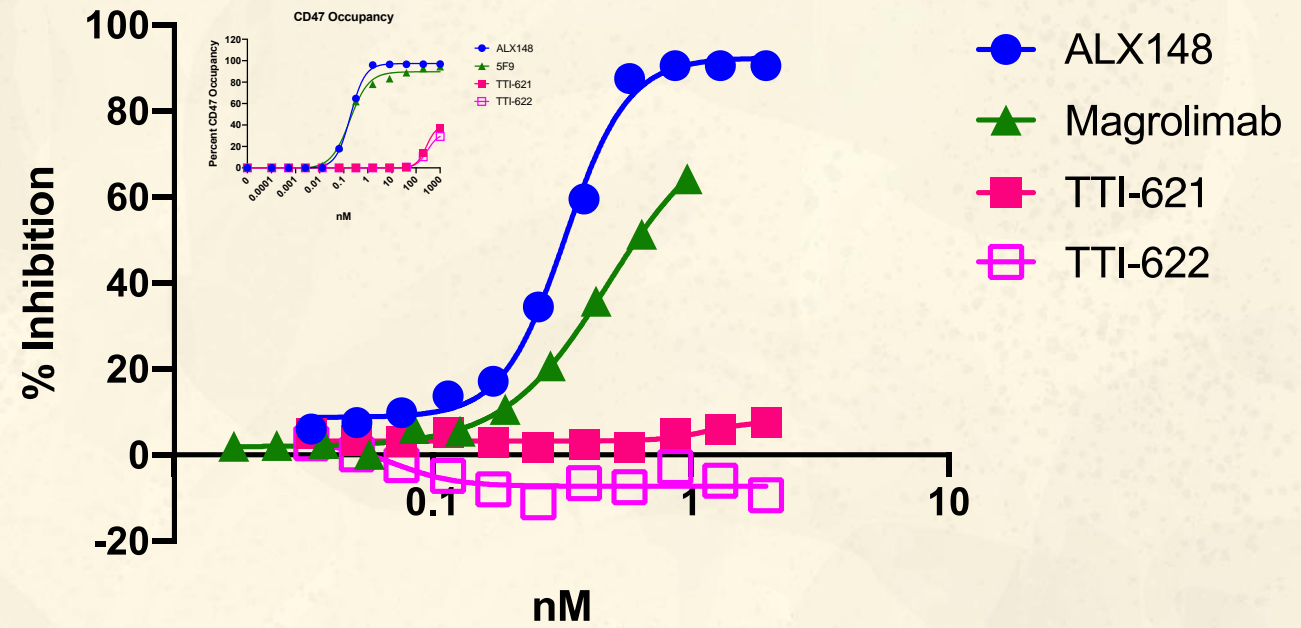 CD47 Occupancy
Percent CD47 Occupancy
120
100
80
60
40
20
0
0
0.0001
0.001
0.01
0.1
1
10
100
1000
nM
ALX148
5F9
TTI-621
TTI-622
% Inhibition
100
80
60
40
20
0
-20
0.1
1
10
nM
ALX148
Magrolimab
TTI-621
TTI-622